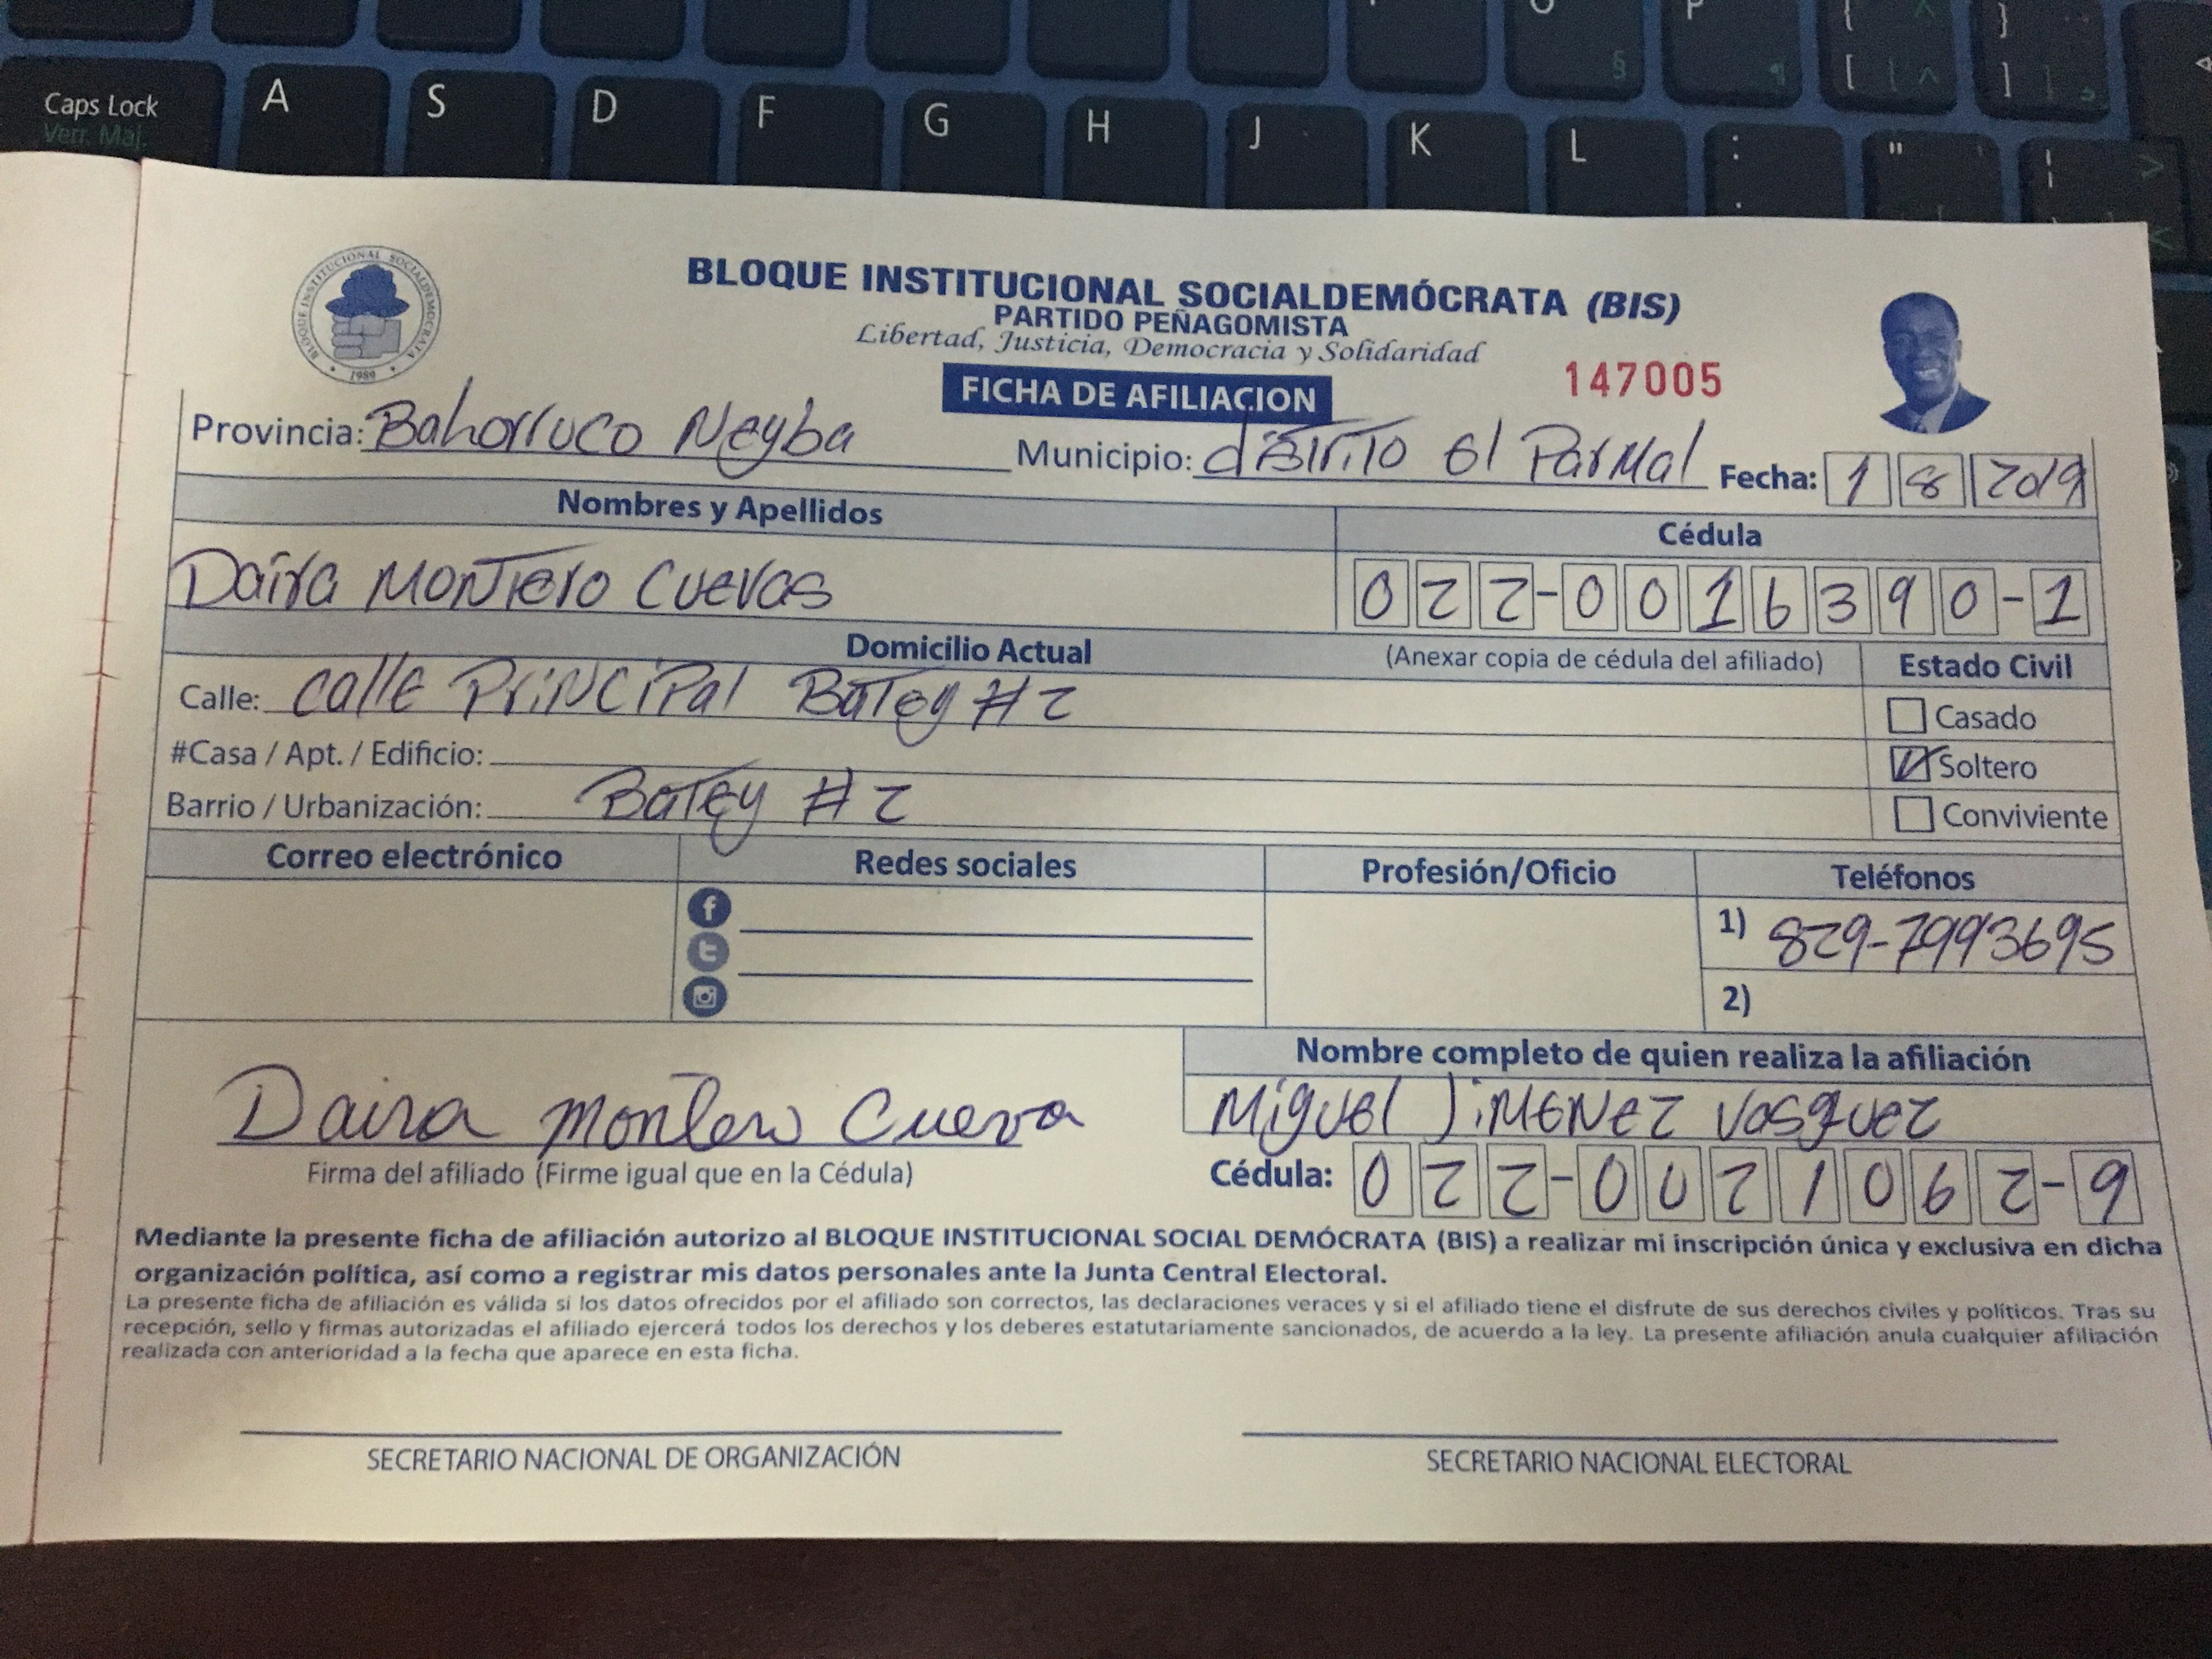 Caps Lock
Verr. Maj.
A S D F G H J K L
BLOQUE INSTITUCIONAL SOCIALDEMÓCRATA
1989
BLOQUE INSTITUCIONAL SOCIALDEMÓCRATA (BIS)
PARTIDO PEÑAGOMISTA
Libertad, Justicia, Democracia y Solidaridad
FICHA DE AFILIACION
147005
Provincia: Bahorruco Neyba Municipio: distrito el Parmal Fecha: 1 8 2019
Nombres y Apellidos Cédula
Daira Montero Cuevas 022-0016390-1
Domicilio Actual (Anexar copia de cédula del afiliado) Estado Civil
Calle: calle Principal Batey #2
Casado
#Casa / Apt. / Edificio:
Soltero
Barrio / Urbanización: Batey #2
Conviviente
Correo electrónico Redes sociales Profesión/Oficio Teléfonos
1) 829-7993695
2)
Nombre completo de quien realiza la afiliación
Daira Montero Cueva
Miguel Jimenez Vasquez
Firma del afiliado (Firme igual que en la Cédula)
Cédula: 022-0021062-9
Mediante la presente ficha de afiliación autorizo al BLOQUE INSTITUCIONAL SOCIAL DEMÓCRATA (BIS) a realizar mi inscripción única y exclusiva en dicha
organización política, así como a registrar mis datos personales ante la Junta Central Electoral.
La presente ficha de afiliación es válida si los datos ofrecidos por el afiliado son correctos, las declaraciones veraces y si el afiliado tiene el disfrute de sus derechos civiles y políticos. Tras su
recepción, sello y firmas autorizadas el afiliado ejercerá todos los derechos y los deberes estatutariamente sancionados, de acuerdo a la ley. La presente afiliación anula cualquier afiliación
realizada con anterioridad a la fecha que aparece en esta ficha.
SECRETARIO NACIONAL DE ORGANIZACIÓN SECRETARIO NACIONAL ELECTORAL